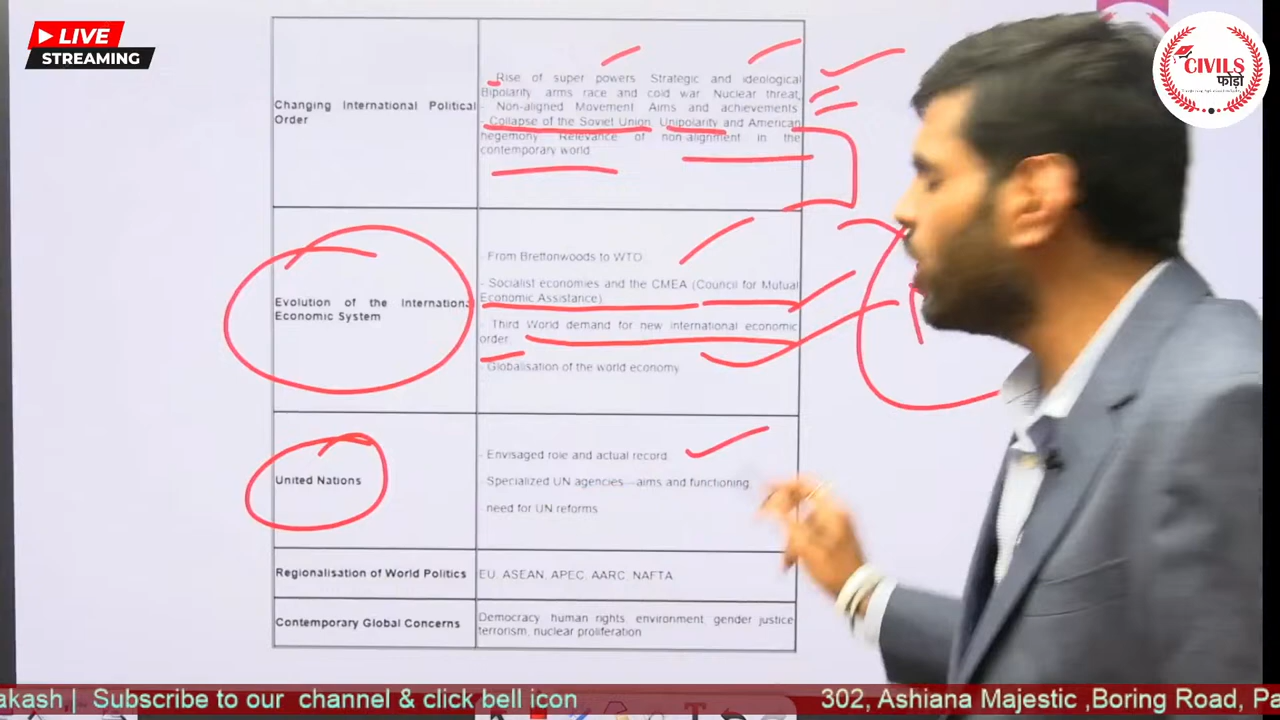 LIVE
STREAMING
CIVILS
फोड़ो
Changing International Political
Order
- Rise of super powers Strategic and ideological
Bipolarity arms race and cold war Nuclear threat,
- Non-aligned Movement Aims and achievements
- Collapse of the Soviet Union Unipolarity and American
hegemony Relevance of non-alignment in the
contemporary world
Evolution of the International
Economic System
- From Brettonwoods to WTO.
- Socialist economies and the CMEA (Council for Mutual
Economic Assistance)
- Third World demand for new international economic
order.
- Globalisation of the world economy.
United Nations
- Envisaged role and actual record.
- Specialized UN agencies—aims and functioning.
- need for UN reforms
Regionalisation of World Politics
EU, ASEAN, APEC, AARC, NAFTA
Contemporary Global Concerns
Democracy, human rights, environment, gender justice
terrorism, nuclear proliferation
akash | Subscribe to our channel & click bell icon
302, Ashiana Majestic ,Boring Road, Pa